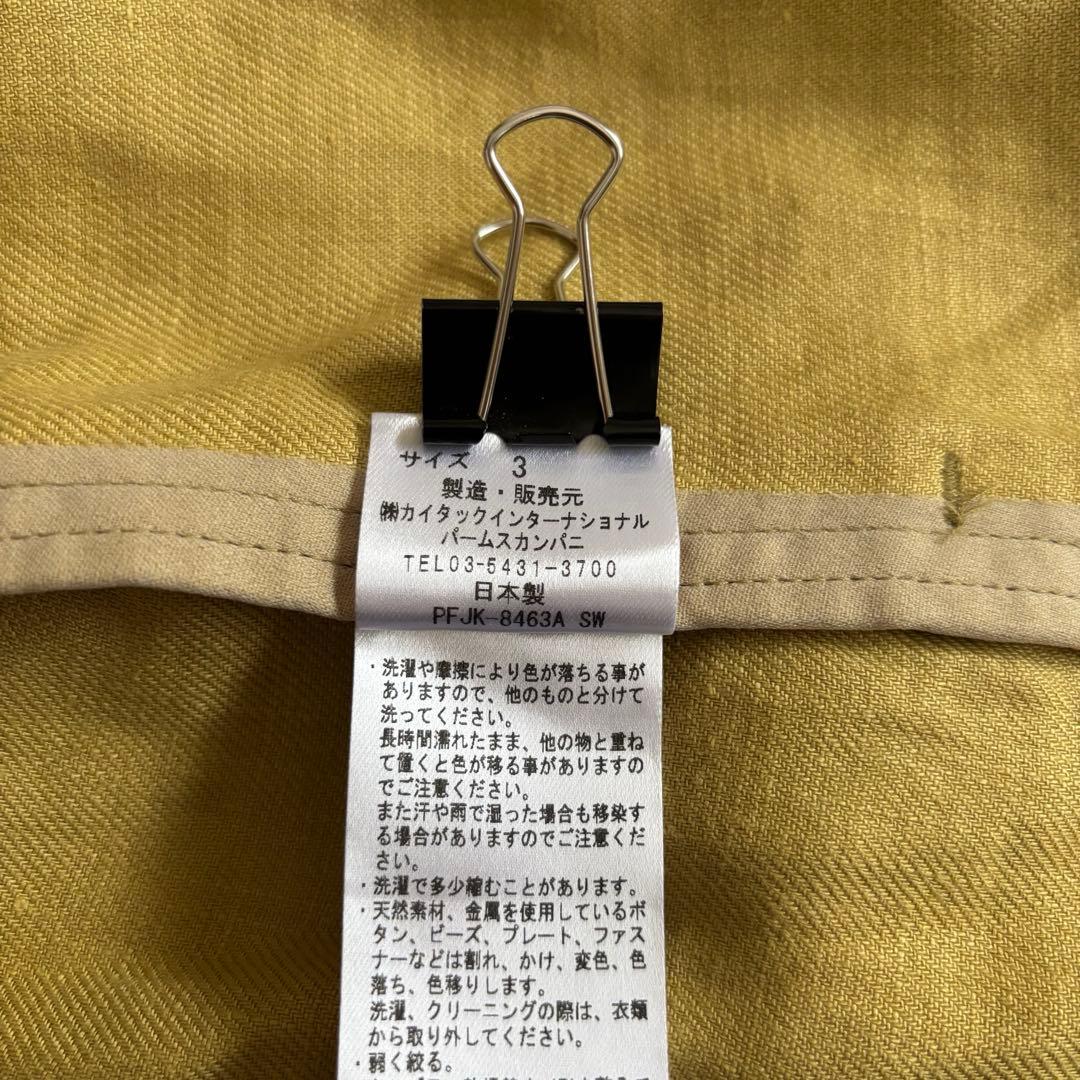 サイズ 3
製造・販売元
㈱カイタックインターナショナル
パームスカンパニ
TEL03-5431-3700
日本製
PFJK-8463A SW
・洗濯や摩擦により色が落ちる事が
ありますので、他のものと分けて
洗ってください。
長時間濡れたまま、他の物と重ね
て置くと色が移る事がありますの
でご注意ください。
また汗や雨で湿った場合も移染す
る場合がありますのでご注意くだ
さい。
・洗濯で多少縮むことがあります。
・天然素材、金属を使用しているボ
タン、ビーズ、プレート、ファス
ナーなどは割れ、かけ、変色、色
落ち、色移りします。
洗濯、クリーニングの際は、衣類
から取り外してください。
・弱く絞る。